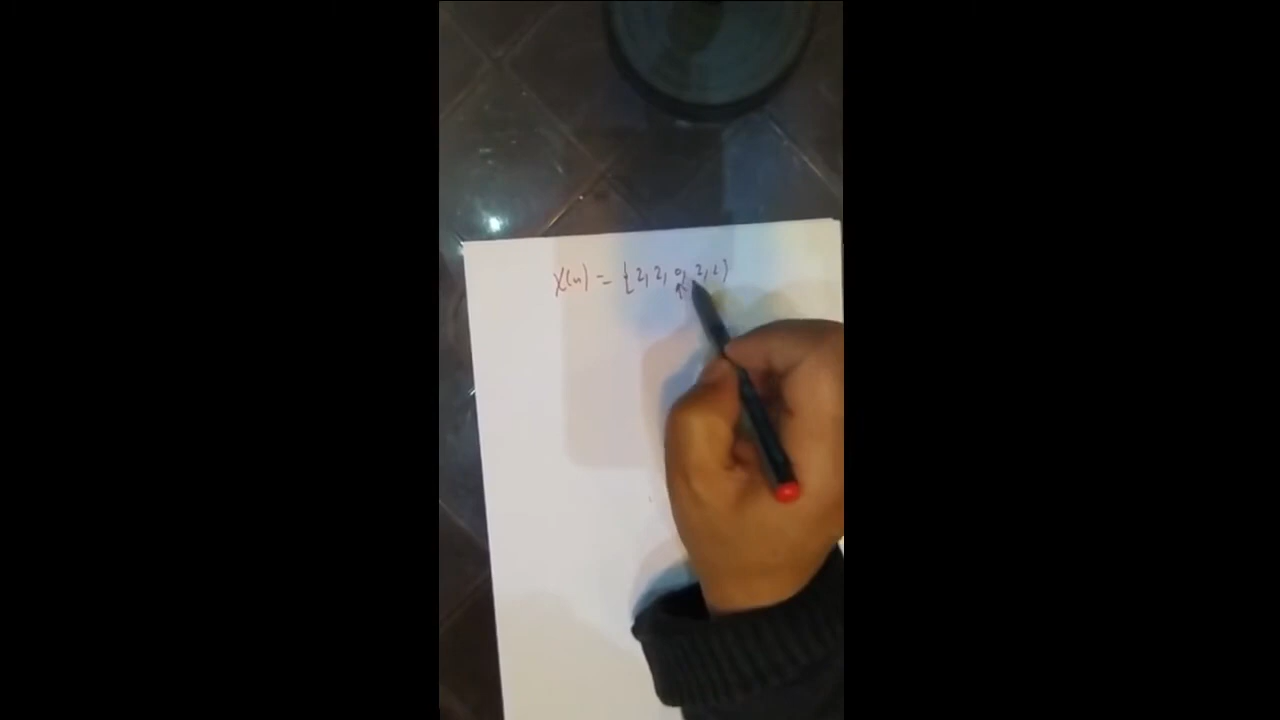 X(n) = {2, 2, 0, 2, 2}
↑